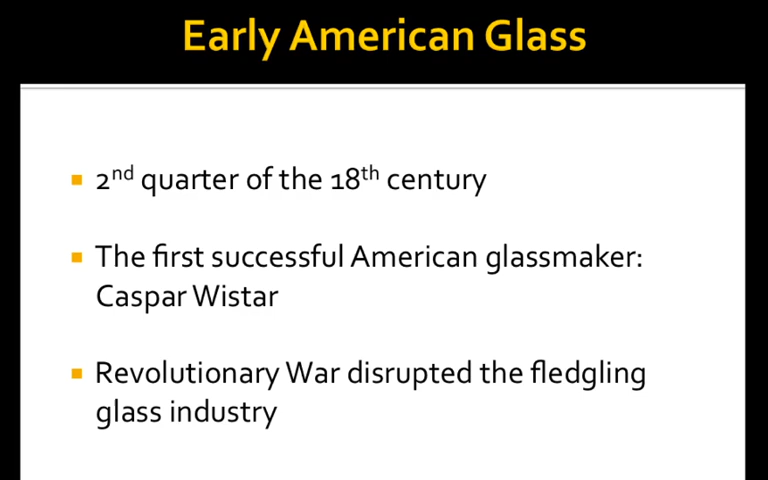 Early American Glass
2nd quarter of the 18th century
The first successful American glassmaker:
Caspar Wistar
Revolutionary War disrupted the fledgling
glass industry